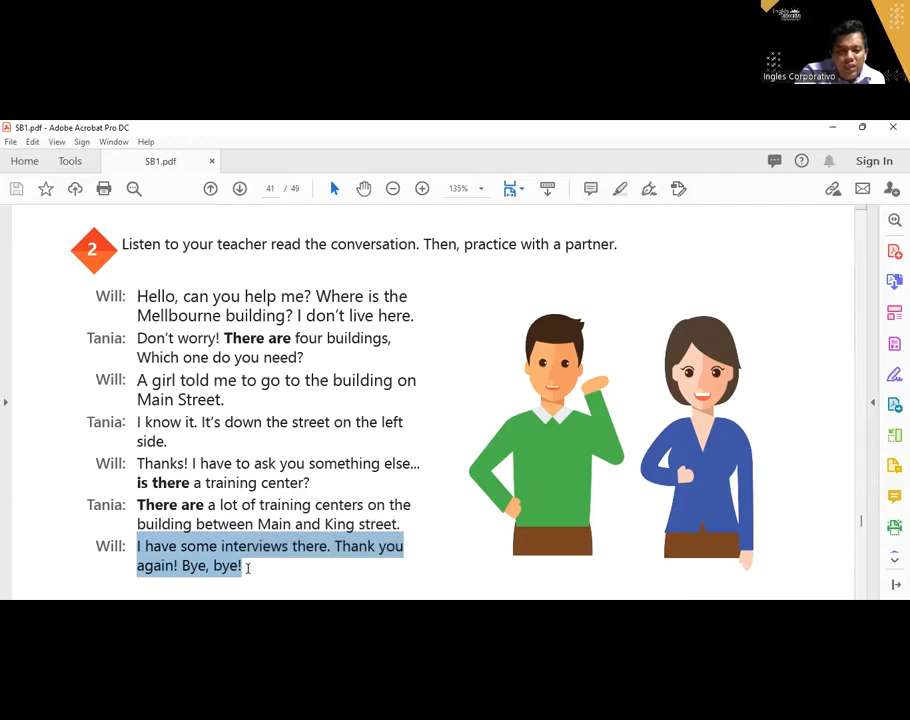 Inglés
Corporativo
Ingles Corporativo
SB1.pdf - Adobe Acrobat Pro DC
File Edit View Sign Window Help
Home Tools SB1.pdf × Sign In
41 / 49 135%
2 Listen to your teacher read the conversation. Then, practice with a partner.
Will: Hello, can you help me? Where is the
Mellbourne building? I don't live here.
Tania: Don't worry! There are four buildings,
Which one do you need?
Will: A girl told me to go to the building on
Main Street.
Tania: I know it. It's down the street on the left
side.
Will: Thanks! I have to ask you something else...
is there a training center?
Tania: There are a lot of training centers on the
building between Main and King street.
Will: I have some interviews there. Thank you
again! Bye, bye!